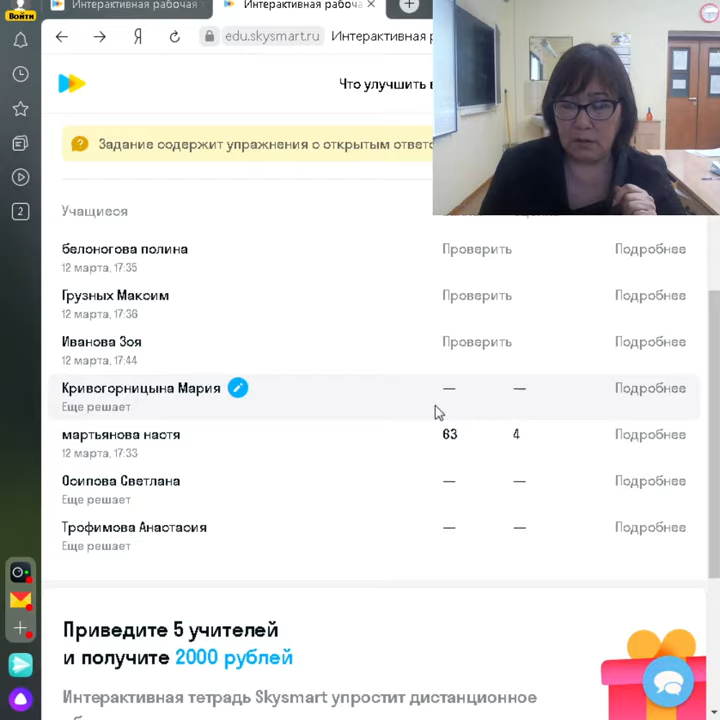 Войти
Интерактивная рабочая т
Интерактивная рабоча
edu.skysmart.ru
Интерактивная р
Что улучшить в
Задание содержит упражнения с открытым ответо
Учащиеся
белоногова полина
Проверить
Подробнее
12 марта, 17:35
Грузных Максим
Проверить
Подробнее
12 марта, 17:36
Иванова Зоя
Проверить
Подробнее
12 марта, 17:44
Кривогорницына Мария
—
—
Подробнее
Еще решает
мартьянова настя
63
4
Подробнее
12 марта, 17:33
Осипова Светлана
—
—
Подробнее
Еще решает
Трофимова Анастасия
—
—
Подробнее
Еще решает
2
Приведите 5 учителей
и получите 2000 рублей
Интерактивная тетрадь Skysmart упростит дистанционное